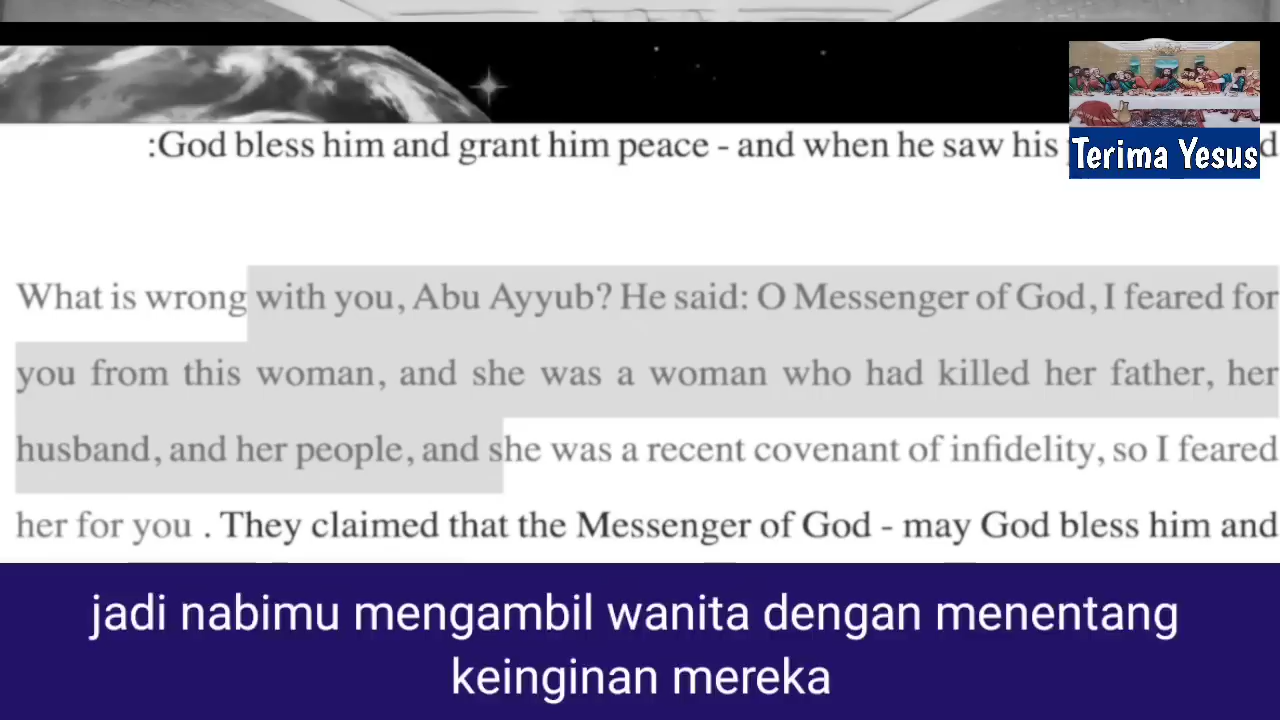 :God bless him and grant him peace - and when he saw his
Terima Yesus
What is wrong with you, Abu Ayyub? He said: O Messenger of God, I feared for
you from this woman, and she was a woman who had killed her father, her
husband, and her people, and she was a recent covenant of infidelity, so I feared
her for you . They claimed that the Messenger of God - may God bless him and
jadi nabimu mengambil wanita dengan menentang
keinginan mereka